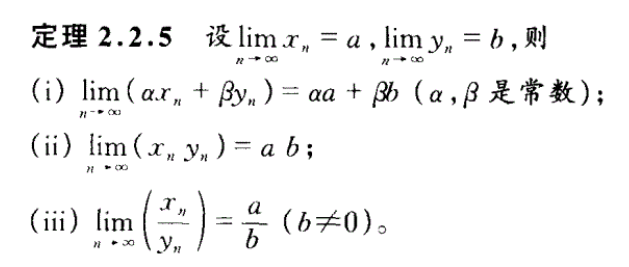 定理 2.2.5 设 lim_{n→∞} x_n = a , lim_{n→∞} y_n = b , 则
(i) lim_{n→∞} (αx_n + βy_n) = αa + βb (α, β 是常数);
(ii) lim_{n→∞} (x_n y_n) = a b;
(iii) lim_{n→∞} (x_n / y_n) = a / b (b≠0)。